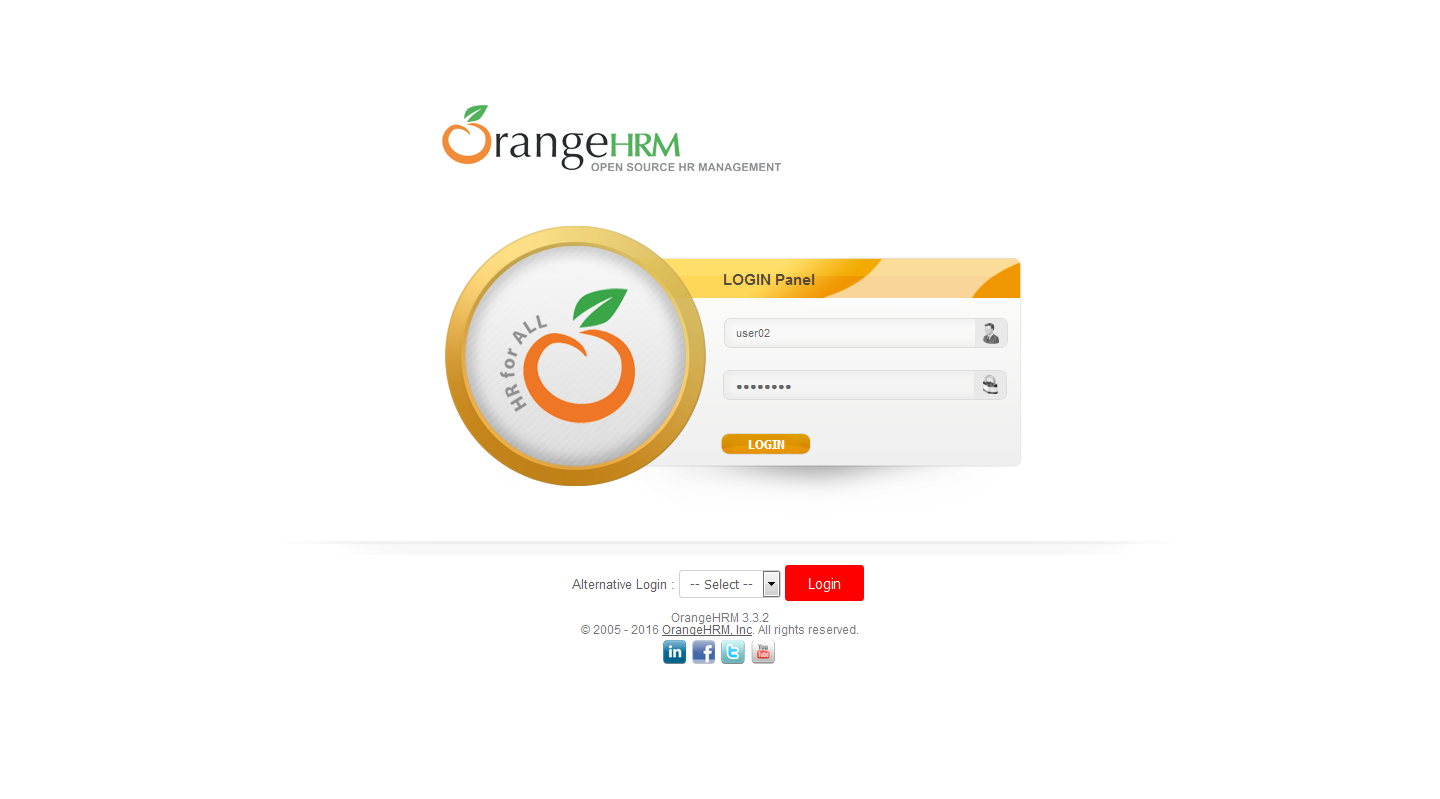 OrangeHRM
OPEN SOURCE HR MANAGEMENT
HR for ALL
LOGIN Panel
user02
••••••••
LOGIN
Alternative Login : -- Select -- Login
OrangeHRM 3.3.2
© 2005 - 2016 OrangeHRM, Inc. All rights reserved.
in f t You Tube